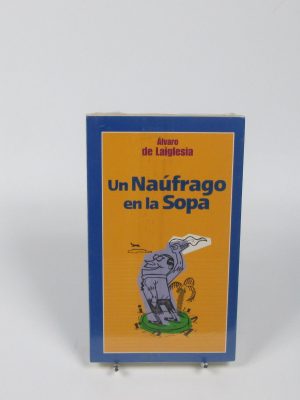 Álvaro
de Laiglesia
Un Naúfrago
en la Sopa